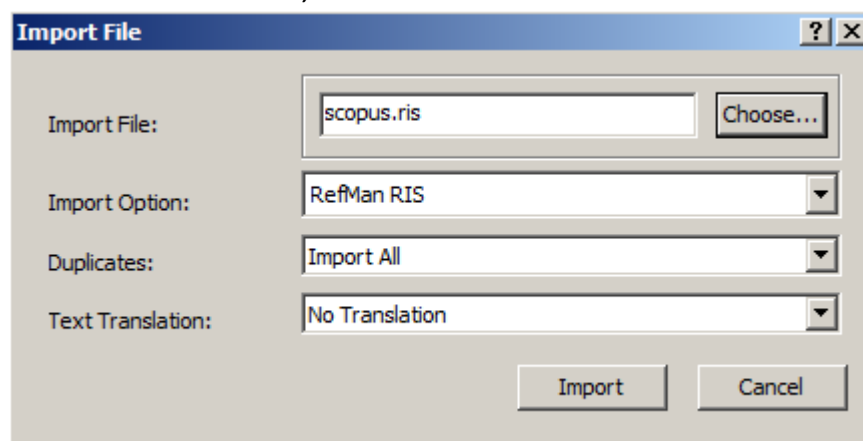 Import File
Import File:
scopus.ris
Choose...
Import Option:
RefMan RIS
Duplicates:
Import All
Text Translation:
No Translation
Import
Cancel